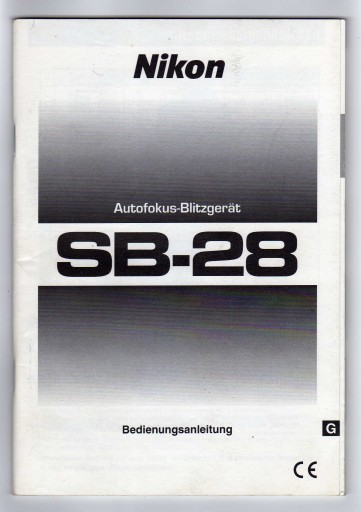 Nikon
Autofokus-Blitzgerät
SB-28
Bedienungsanleitung
G
CE